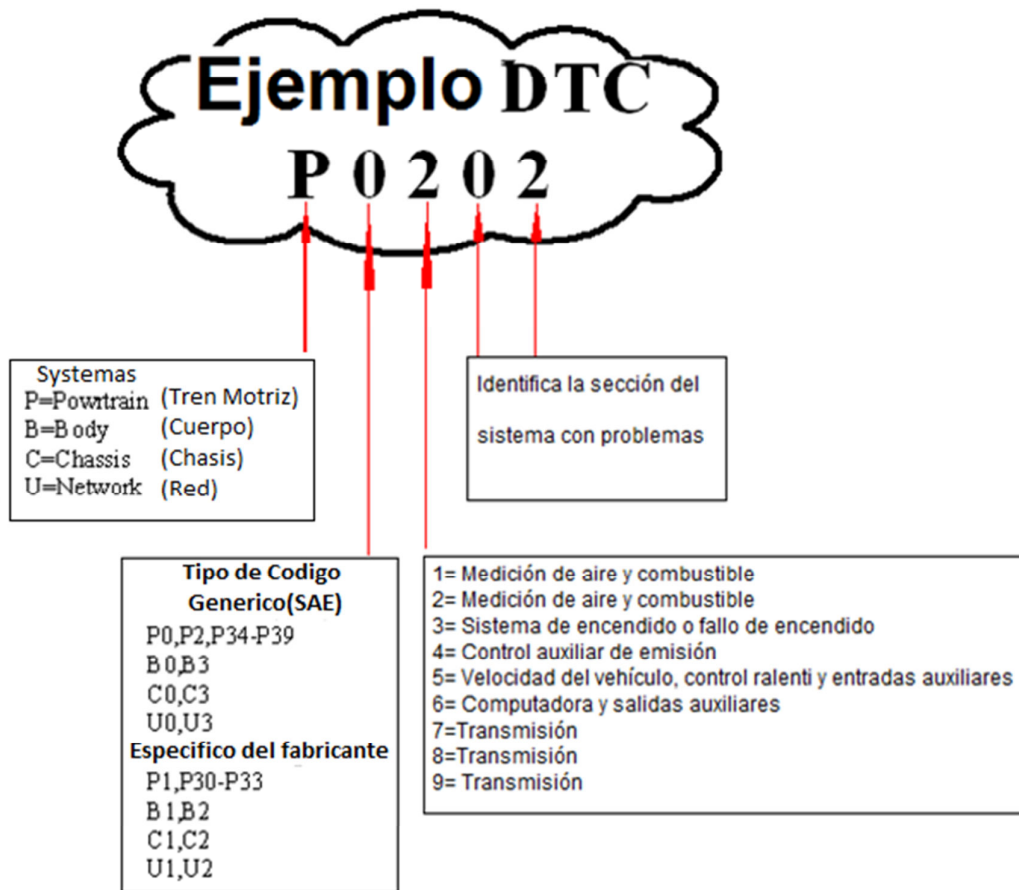 Ejemplo DTC
P 0 2 0 2
Systemas
P=Powrtrain (Tren Motriz)
B=Body (Cuerpo)
C=Chassis (Chasis)
U=Network (Red)
Identifica la sección del
sistema con problemas
Tipo de Codigo
Generico(SAE)
P0,P2,P34-P39
B0,B3
C0,C3
U0,U3
Especifico del fabricante
P1,P30-P33
B1,B2
C1,C2
U1,U2
1= Medición de aire y combustible
2= Medición de aire y combustible
3= Sistema de encendido o fallo de encendido
4= Control auxiliar de emisión
5= Velocidad del vehículo, control ralenti y entradas auxiliares
6= Computadora y salidas auxiliares
7=Transmisión
8=Transmisión
9= Transmisión